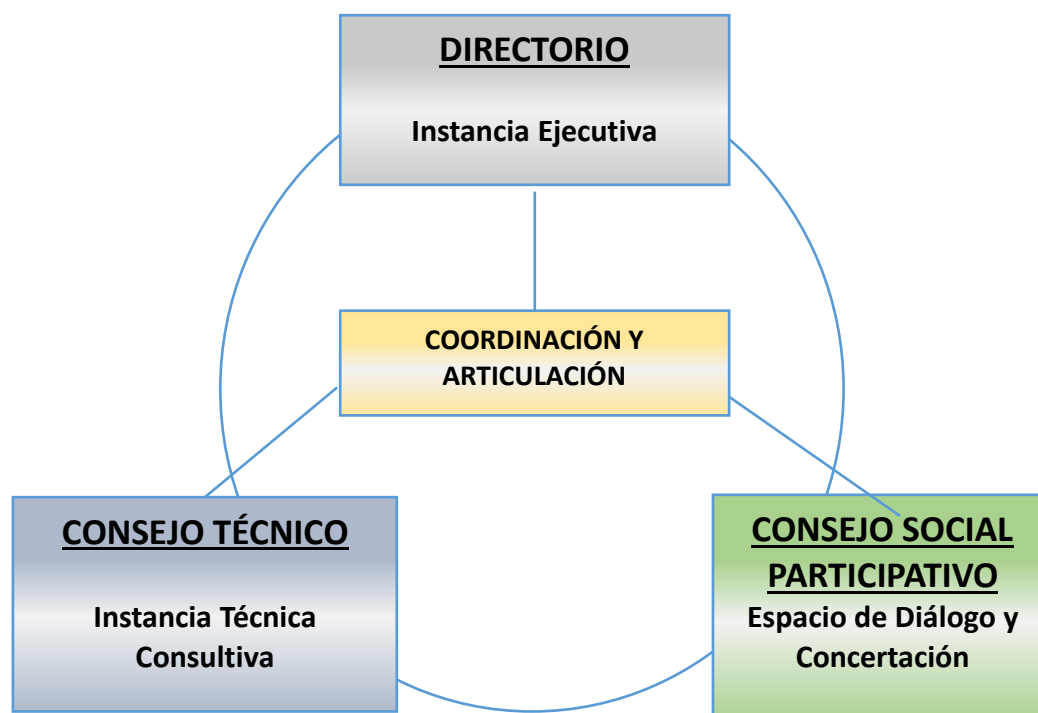 DIRECTORIO
Instancia Ejecutiva
COORDINACIÓN Y
ARTICULACIÓN
CONSEJO TÉCNICO
Instancia Técnica
Consultiva
CONSEJO SOCIAL
PARTICIPATIVO
Espacio de Diálogo y
Concertación